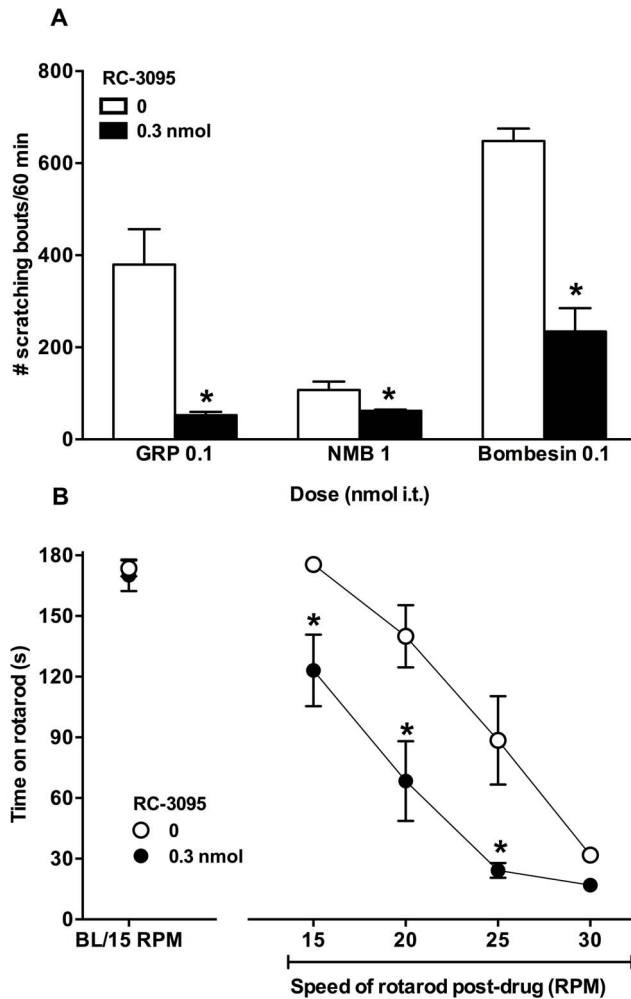 A
800
600
400
200
0
# scratching bouts/60 min
RC-3095
0
0.3 nmol
*
*
*
GRP 0.1
NMB 1
Bombesin 0.1
Dose (nmol i.t.)
B
180
150
120
90
60
30
0
Time on rotarod (s)
*
*
*
RC-3095
0
0.3 nmol
BL/15 RPM
15
20
25
30
Speed of rotarod post-drug (RPM)